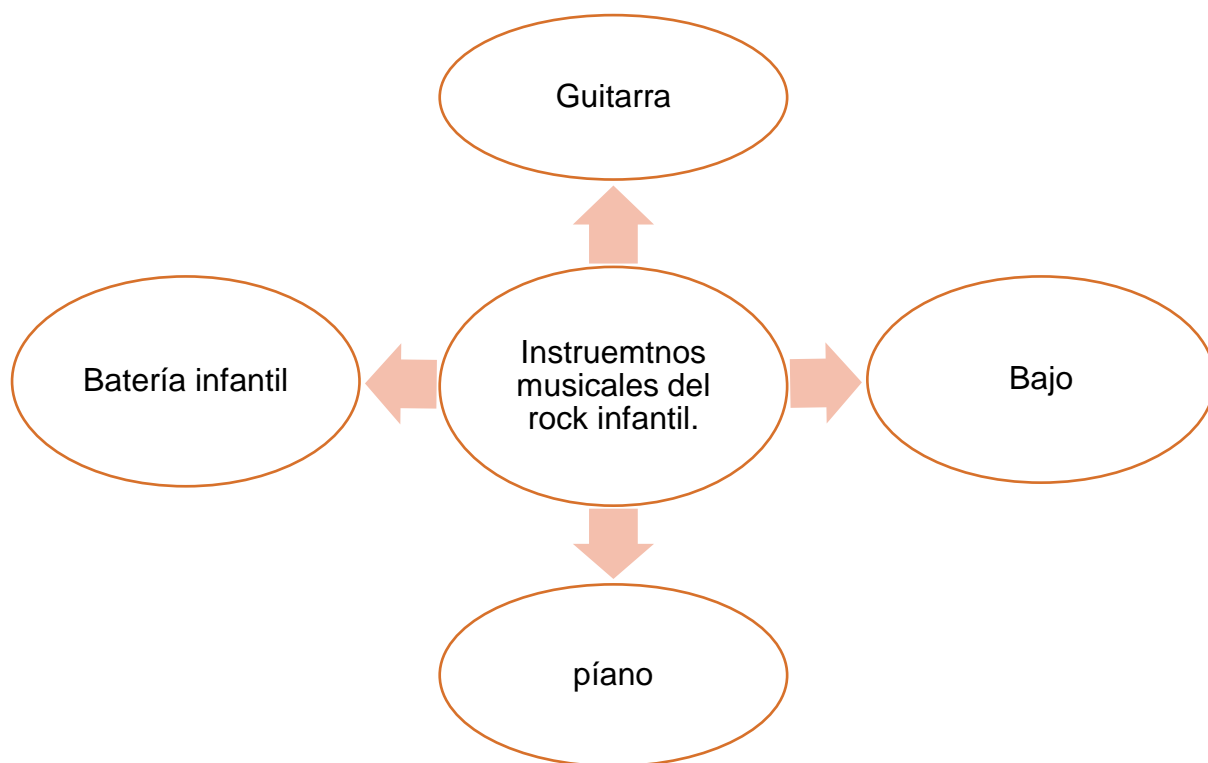 Guitarra
Batería infantil
Instruemtnos
musicales del
rock infantil.
Bajo
píano